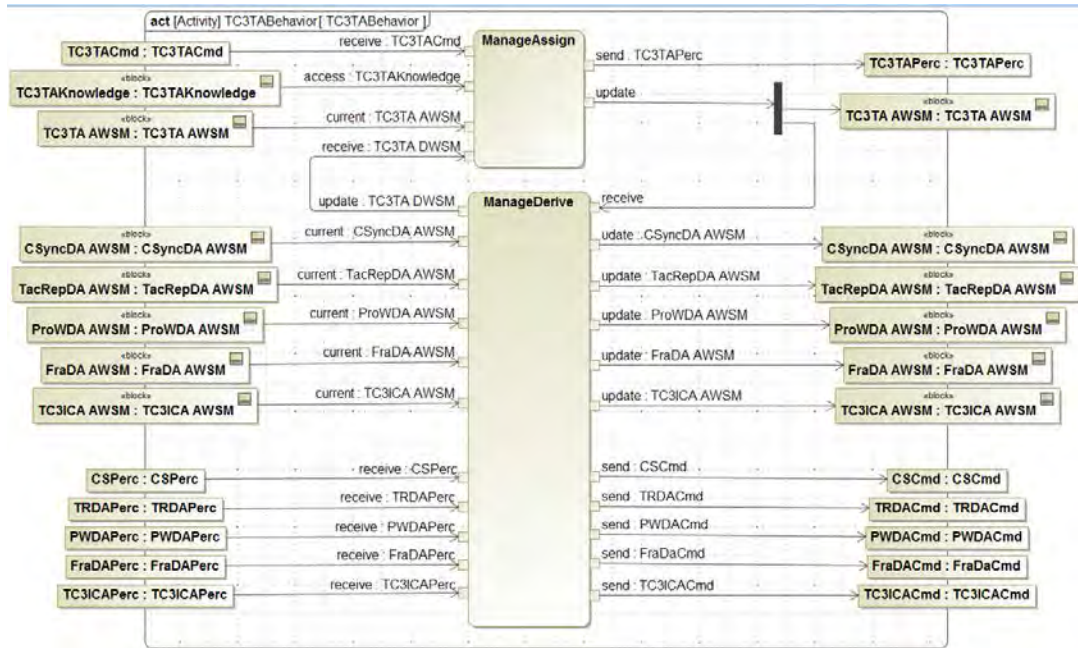 act [Activity] TC3TABehavior[ TC3TABehavior ]
TC3TACmd : TC3TACmd
receive : TC3TACmd
ManageAssign
send : TC3TAPerc
TC3TAPerc : TC3TAPerc
«block»
TC3TAKnowledge : TC3TAKnowledge
access : TC3TAKnowledge
update
«block»
TC3TA AWSM : TC3TA AWSM
«block»
TC3TA AWSM : TC3TA AWSM
current : TC3TA AWSM
receive : TC3TA DWSM
update : TC3TA DWSM
ManageDerive
receive
«block»
CSyncDA AWSM : CSyncDA AWSM
current : CSyncDA AWSM
udate : CSyncDA AWSM
«block»
CSyncDA AWSM : CSyncDA AWSM
«block»
TacRepDA AWSM : TacRepDA AWSM
current : TacRepDA AWSM
update : TacRepDA AWSM
«block»
TacRepDA AWSM : TacRepDA AWSM
«block»
ProWDA AWSM : ProWDA AWSM
current : ProWDA AWSM
update : ProWDA AWSM
«block»
ProWDA AWSM : ProWDA AWSM
«block»
FraDA AWSM : FraDA AWSM
current : FraDA AWSM
update : FraDA AWSM
«block»
FraDA AWSM : FraDA AWSM
«block»
TC3ICA AWSM : TC3ICA AWSM
current : TC3ICA AWSM
update : TC3ICA AWSM
«block»
TC3ICA AWSM : TC3ICA AWSM
CSPerc : CSPerc
receive : CSPerc
send : CSCmd
CSCmd : CSCmd
TRDAPerc : TRDAPerc
receive : TRDAPerc
send : TRDACmd
TRDACmd : TRDACmd
PWDAPerc : PWDAPerc
receive : PWDAPerc
send : PWDACmd
PWDACmd : PWDACmd
FraDAPerc : FraDAPerc
receive : FraDAPerc
send : FraDaCmd
FraDACmd : FraDaCmd
TC3ICAPerc : TC3ICAPerc
receive : TC3ICAPerc
send : TC3ICACmd
TC3ICACmd : TC3ICACmd